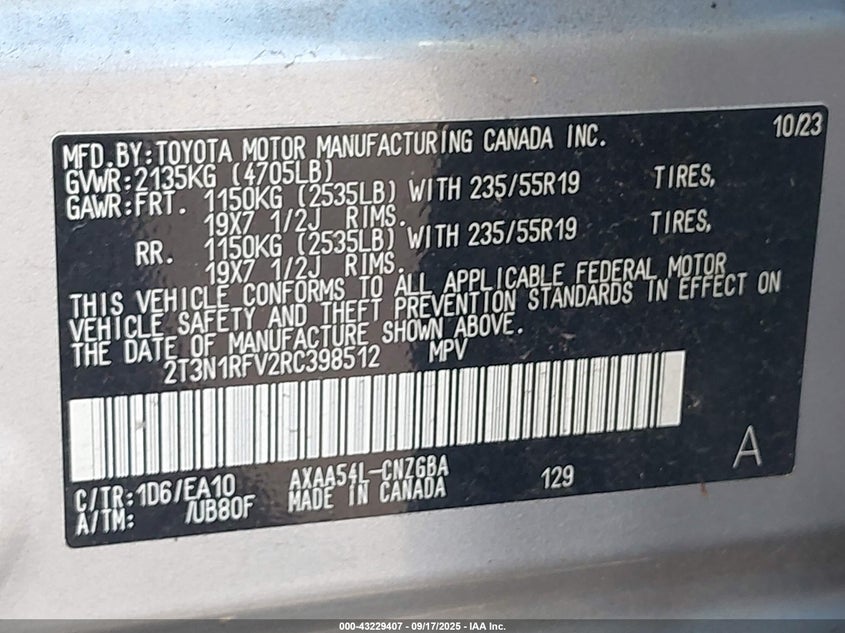 10/23
MFD.BY:TOYOTA MOTOR MANUFACTURING CANADA INC.
GVWR:2135KG (4705LB)
GAWR:FRT. 1150KG (2535LB) WITH 235/55R19 TIRES,
19X7 1/2J RIMS.
RR. 1150KG (2535LB) WITH 235/55R19 TIRES,
19X7 1/2J RIMS.
THIS VEHICLE CONFORMS TO ALL APPLICABLE FEDERAL MOTOR
VEHICLE SAFETY AND THEFT PREVENTION STANDARDS IN EFFECT ON
THE DATE OF MANUFACTURE SHOWN ABOVE.
2T3N1RFV2RC398512 MPV
A
C/TR:1D6/EA10 AXAA54L-CNZGBA 129
A/TM: /UB80F MADE IN CANADA
000-43229407 - 09/17/2025 - IAA Inc.